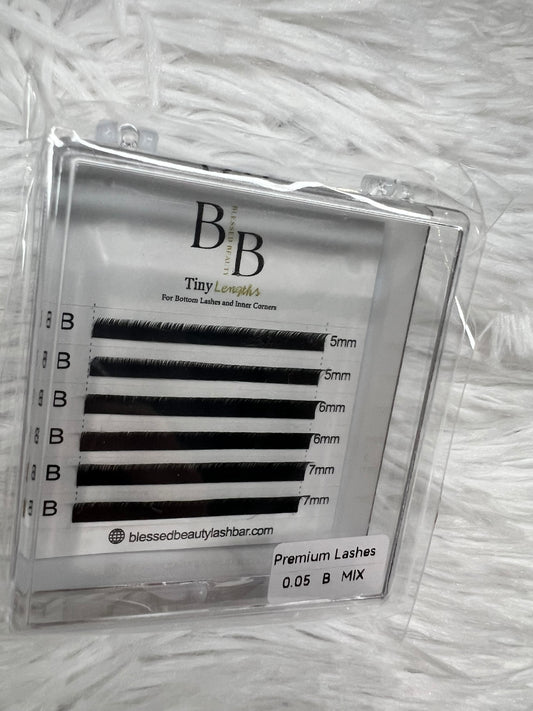 B B
BLESSED BEAUTY
Tiny Lengths
For Bottom Lashes and Inner Corners
B 5mm
B 5mm
B 6mm
B 6mm
B 7mm
B 7mm
blessedbeautylashbar.com
Premium Lashes
0.05 B MIX